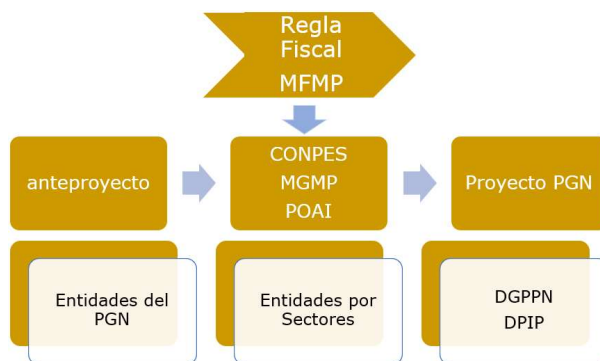 Regla
Fiscal
MFMP
anteproyecto
CONPES
MGMP
POAI
Proyecto PGN
Entidades del
PGN
Entidades por
Sectores
DGPPN
DPIP